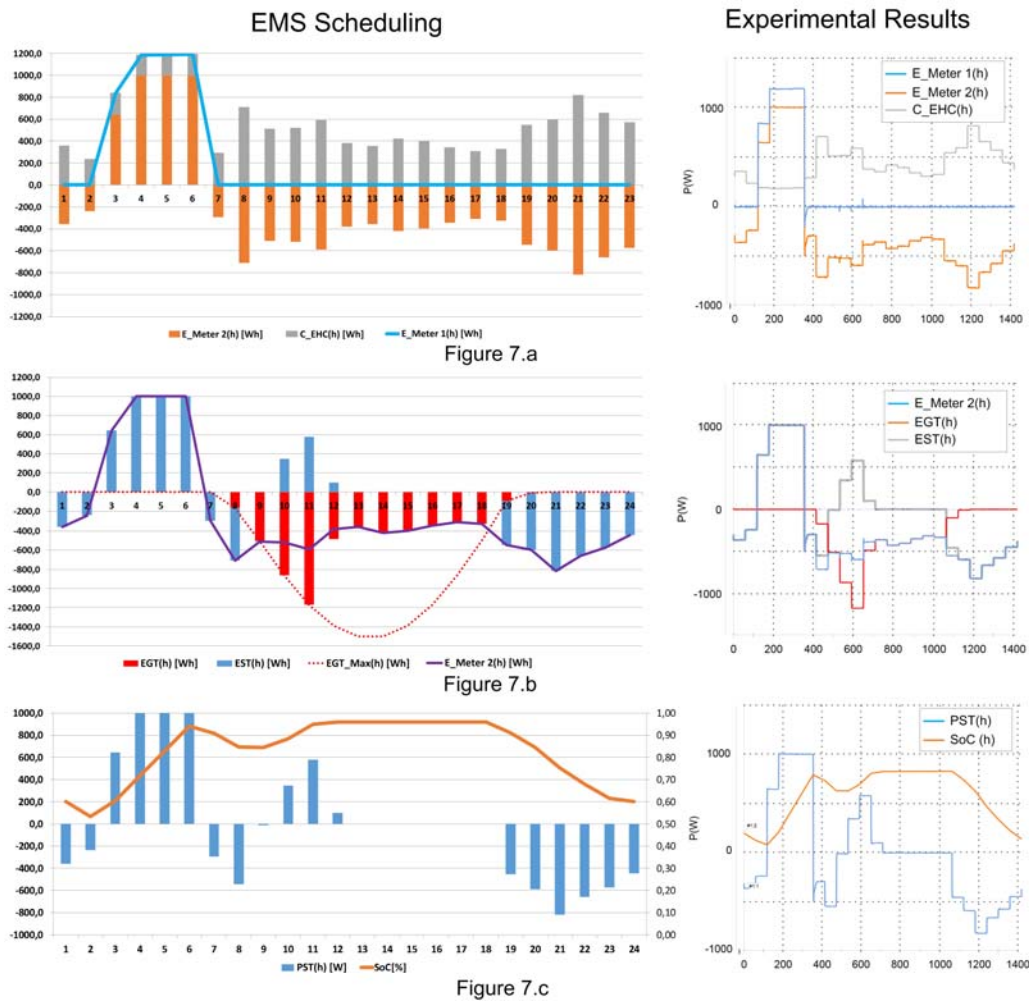 EMS Scheduling
Experimental Results
1200,0
1000,0
800,0
600,0
400,0
200,0
0,0
-200,0
-400,0
-600,0
-800,0
-1000,0
-1200,0
1 2 3 4 5 6 7 8 9 10 11 12 13 14 15 16 17 18 19 20 21 22 23
E_Meter 2(h) [Wh] C_EHC(h) [Wh] E_Meter 1(h) [Wh]
Figure 7.a
E_Meter 1(h)
E_Meter 2(h)
C_EHC(h)
P(W)
1000
0
-1000
0 200 400 600 800 1000 1200 1400
1200,0
1000,0
800,0
600,0
400,0
200,0
0,0
-200,0
-400,0
-600,0
-800,0
-1000,0
-1200,0
-1400,0
-1600,0
1 2 3 4 5 6 7 8 9 10 11 12 13 14 15 16 17 18 19 20 21 22 23 24
EGT(h) [Wh] EST(h) [Wh] EGT_Max(h) [Wh] E_Meter 2(h) [Wh]
Figure 7.b
E_Meter 2(h)
EGT(h)
EST(h)
P(W)
1000
0
-1000
0 200 400 600 800 1000 1200 1400
1000,0
800,0
600,0
400,0
200,0
0,0
-200,0
-400,0
-600,0
-800,0
-1000,0
1,00
0,90
0,80
0,70
0,60
0,50
0,40
0,30
0,20
0,10
0,00
1 2 3 4 5 6 7 8 9 10 11 12 13 14 15 16 17 18 19 20 21 22 23 24
PST(h) [W] SoC[%]
Figure 7.c
PST(h)
SoC (h)
P(W)
1000
0
-1000
0 200 400 600 800 1000 1200 1400